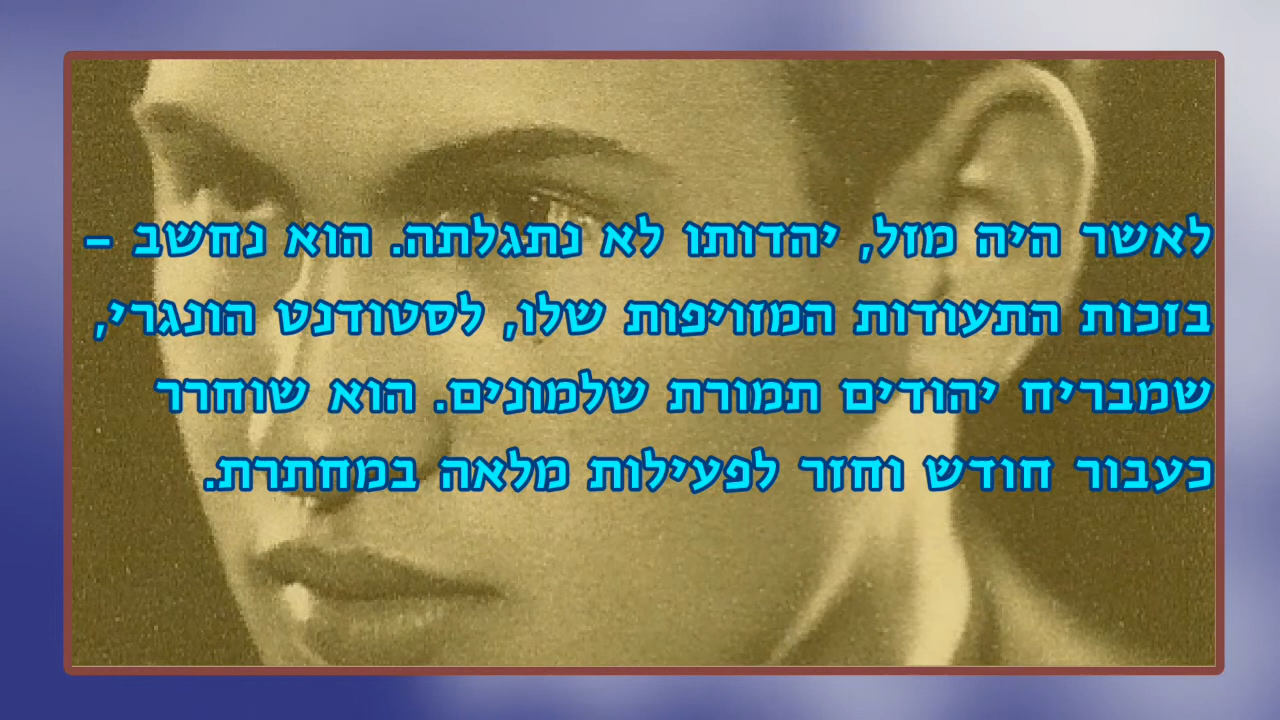 לאשר היה מזל, יהדותו לא נתגלתה. הוא נחשב –
בזכות התעודות המזויפות שלו, לסטודנט הונגרי,
שמבריח יהודים תמורת שלמונים. הוא שוחרר
כעבור חודש וחזר לפעילות מלאה במחתרת.